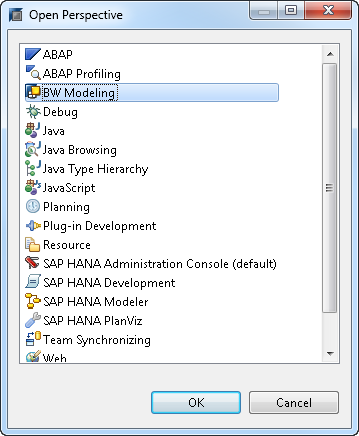 Open Perspective
ABAP
ABAP Profiling
BW Modeling
Debug
Java
Java Browsing
Java Type Hierarchy
JavaScript
Planning
Plug-in Development
Resource
SAP HANA Administration Console (default)
SAP HANA Development
SAP HANA Modeler
SAP HANA PlanViz
Team Synchronizing
Web
OK Cancel